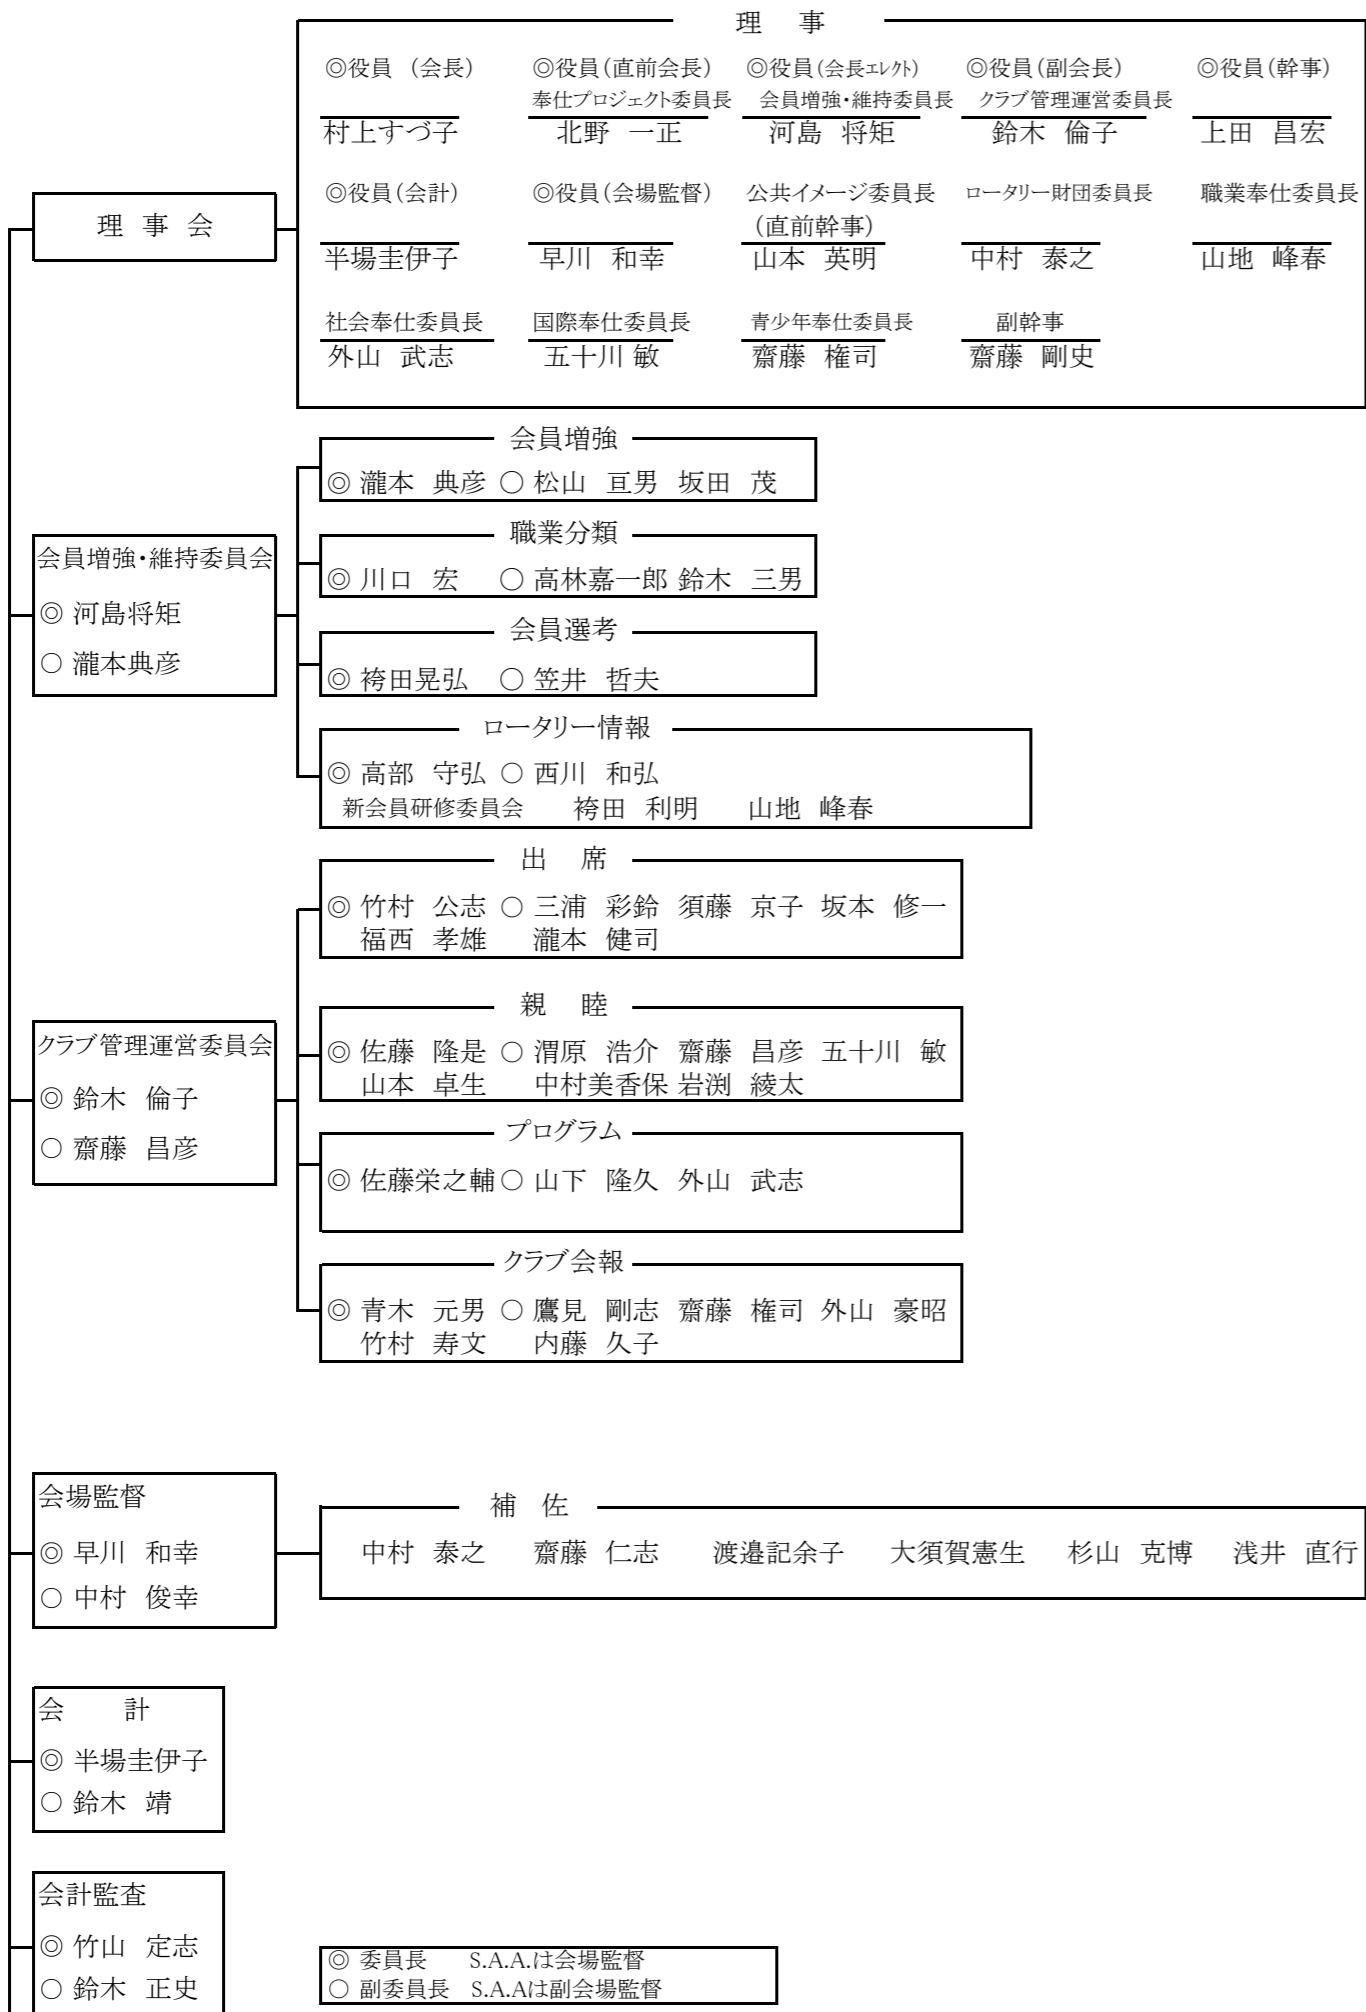 理 事
◎役員 (会長) ◎役員(直前会長) ◎役員(会長エレクト) ◎役員(副会長) ◎役員(幹事)
奉仕プロジェクト委員長 会員増強・維持委員長 クラブ管理運営委員長
村上すづ子 北野 一正 河島 将矩 鈴木 倫子 上田 昌宏
◎役員(会計) ◎役員(会場監督) 公共イメージ委員長 ロータリー財団委員長 職業奉仕委員長
(直前幹事)
半場圭伊子 早川 和幸 山本 英明 中村 泰之 山地 峰春
社会奉仕委員長 国際奉仕委員長 青少年奉仕委員長 副幹事
外山 武志 五十川 敏 齋藤 権司 齋藤 剛史
理 事 会
会員増強・維持委員会
◎ 河島将矩
○ 瀧本典彦
会員増強
◎ 瀧本 典彦 ○ 松山 亘男 坂田 茂
職業分類
◎ 川口 宏 ○ 高林嘉一郎 鈴木 三男
会員選考
◎ 袴田晃弘 ○ 笠井 哲夫
ロータリー情報
◎ 高部 守弘 ○ 西川 和弘
新会員研修委員会 袴田 利明 山地 峰春
クラブ管理運営委員会
◎ 鈴木 倫子
○ 齋藤 昌彦
出 席
◎ 竹村 公志 ○ 三浦 彩鈴 須藤 京子 坂本 修一
福西 孝雄 瀧本 健司
親 睦
◎ 佐藤 隆是 ○ 渭原 浩介 齋藤 昌彦 五十川 敏
山本 卓生 中村美香保 岩渕 綾太
プログラム
◎ 佐藤栄之輔 ○ 山下 隆久 外山 武志
クラブ会報
◎ 青木 元男 ○ 鷹見 剛志 齋藤 権司 外山 豪昭
竹村 寿文 内藤 久子
会場監督
◎ 早川 和幸
○ 中村 俊幸
補 佐
中村 泰之 齋藤 仁志 渡邉記余子 大須賀憲生 杉山 克博 浅井 直行
会 計
◎ 半場圭伊子
○ 鈴木 靖
会計監査
◎ 竹山 定志
○ 鈴木 正史
◎ 委員長 S.A.A.は会場監督
○ 副委員長 S.A.Aは副会場監督